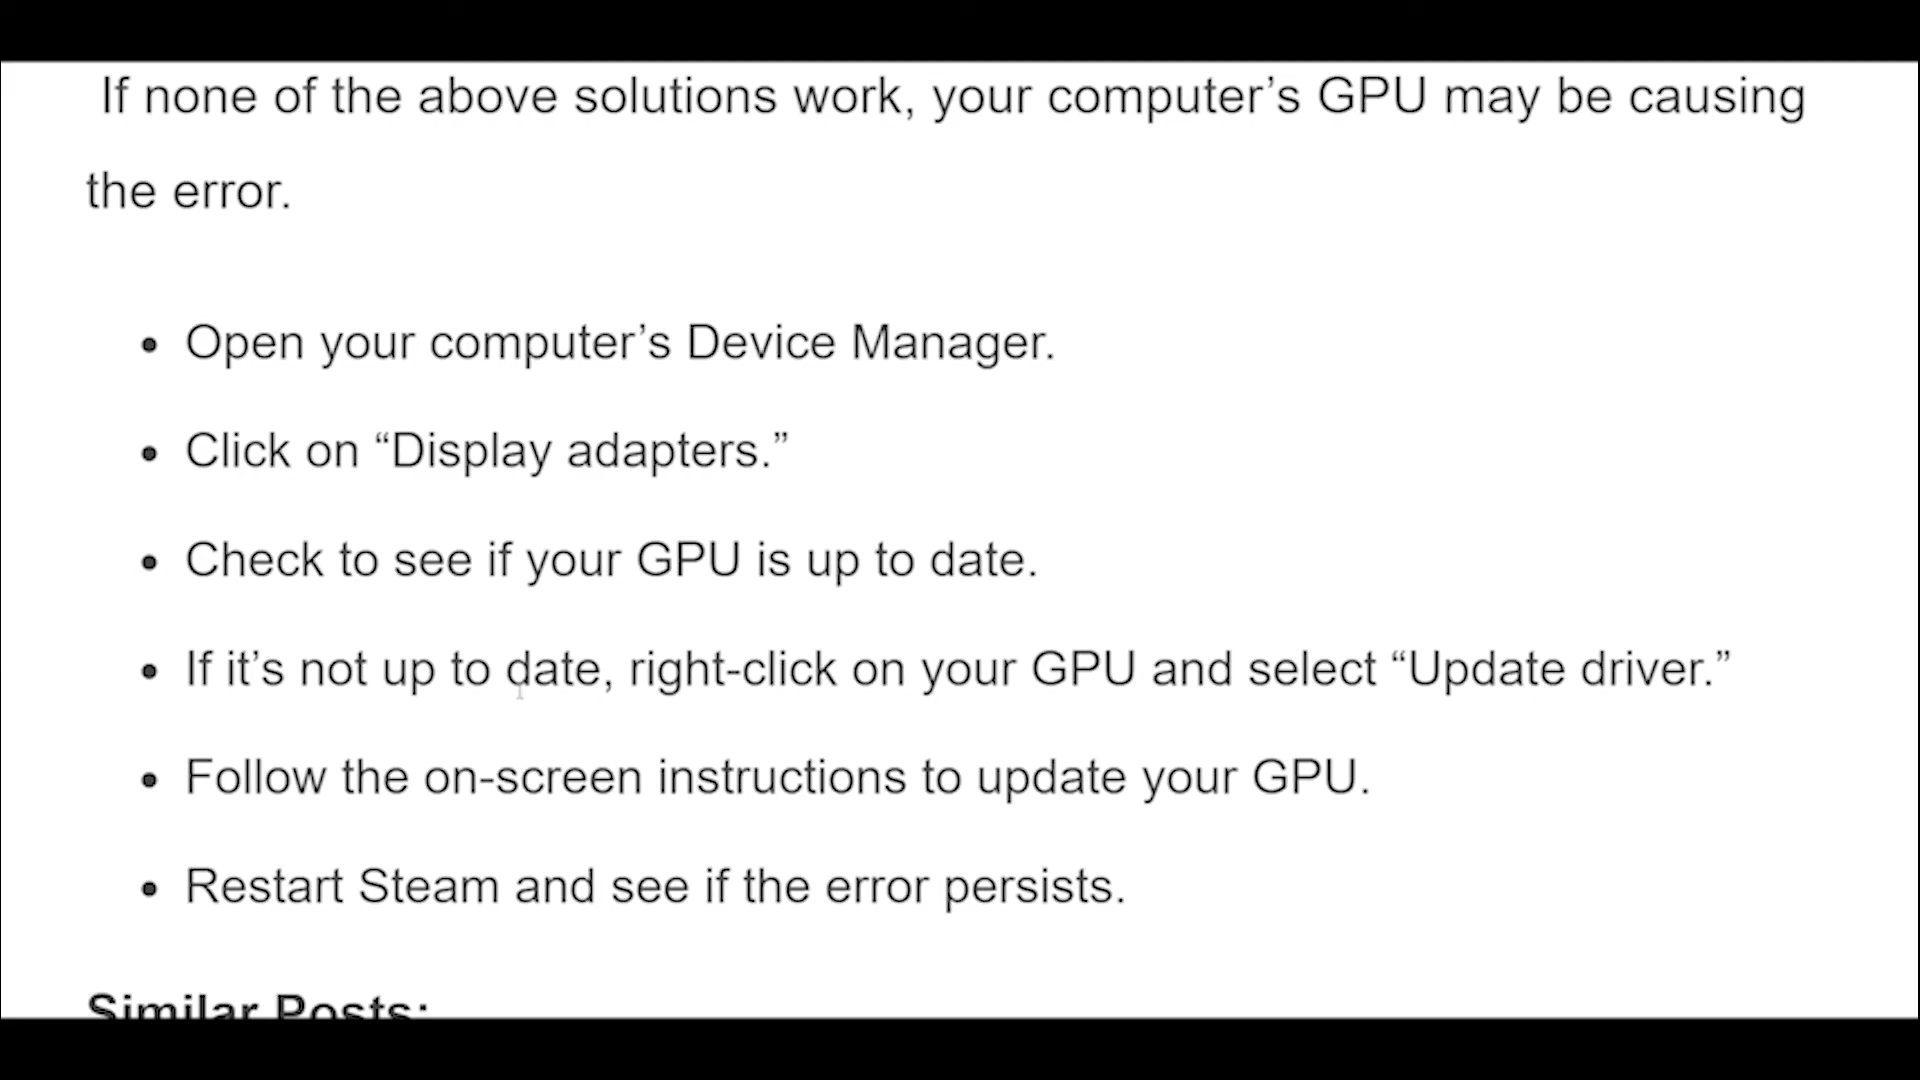 If none of the above solutions work, your computer’s GPU may be causing
the error.
• Open your computer’s Device Manager.
• Click on “Display adapters.”
• Check to see if your GPU is up to date.
• If it’s not up to date, right-click on your GPU and select “Update driver.”
• Follow the on-screen instructions to update your GPU.
• Restart Steam and see if the error persists.
Similar Posts: